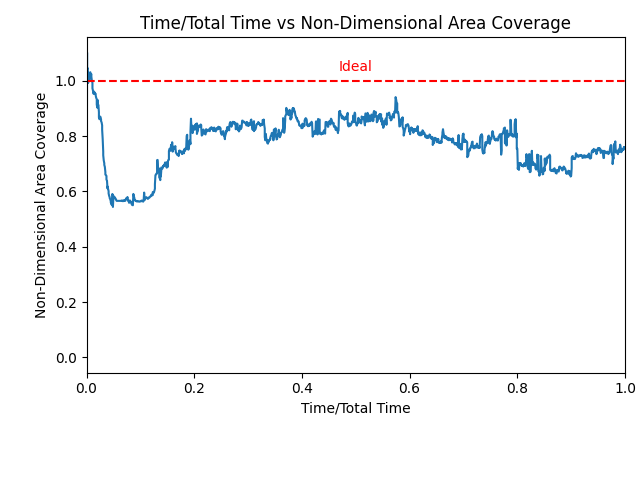 Time/Total Time vs Non-Dimensional Area Coverage
Ideal
Non-Dimensional Area Coverage
1.0
0.8
0.6
0.4
0.2
0.0
0.0 0.2 0.4 0.6 0.8 1.0
Time/Total Time